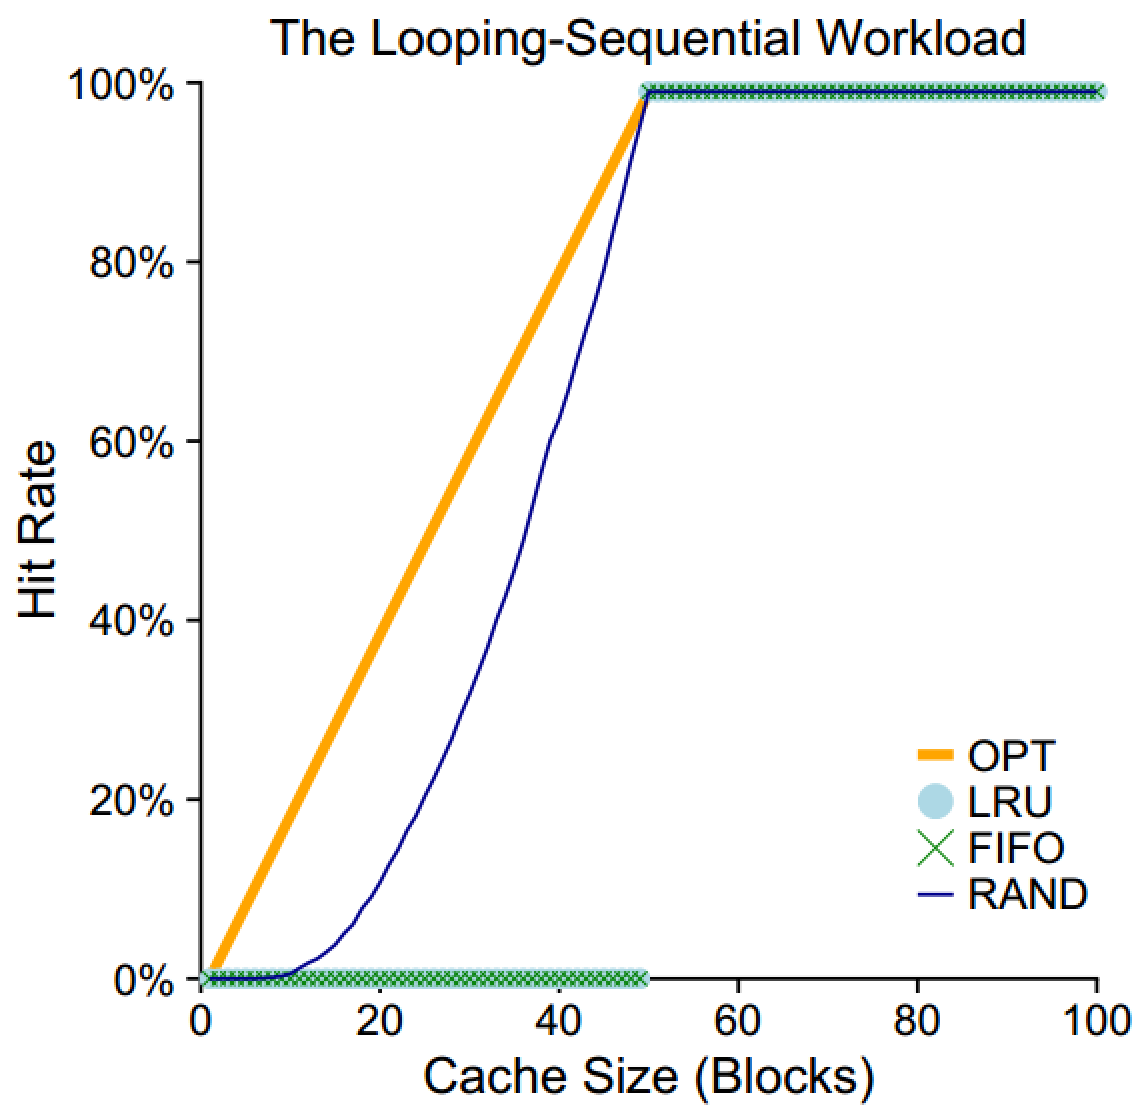 The Looping-Sequential Workload
100%
80%
60%
40%
20%
0%
Hit Rate
OPT
LRU
FIFO
RAND
0 20 40 60 80 100
Cache Size (Blocks)